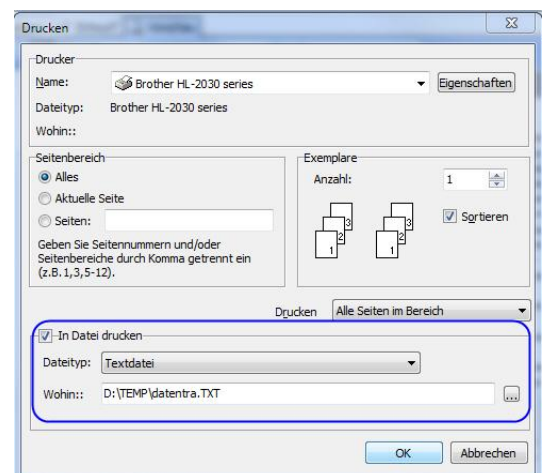 Drucken
Drucker
Name: Brother HL-2030 series Eigenschaften
Dateityp: Brother HL-2030 series
Wohin::
Seitenbereich
Alles
Aktuelle Seite
Seiten:
Geben Sie Seitennummern und/oder
Seitenbereiche durch Komma getrennt ein
(z.B.1,3,5-12).
Exemplare
Anzahl: 1
1 2 3 1 2 3
Sortieren
Drucken Alle Seiten im Bereich
In Datei drucken
Dateityp: Textdatei
Wohin:: D:\TEMP\datentra.TXT ...
OK Abbrechen